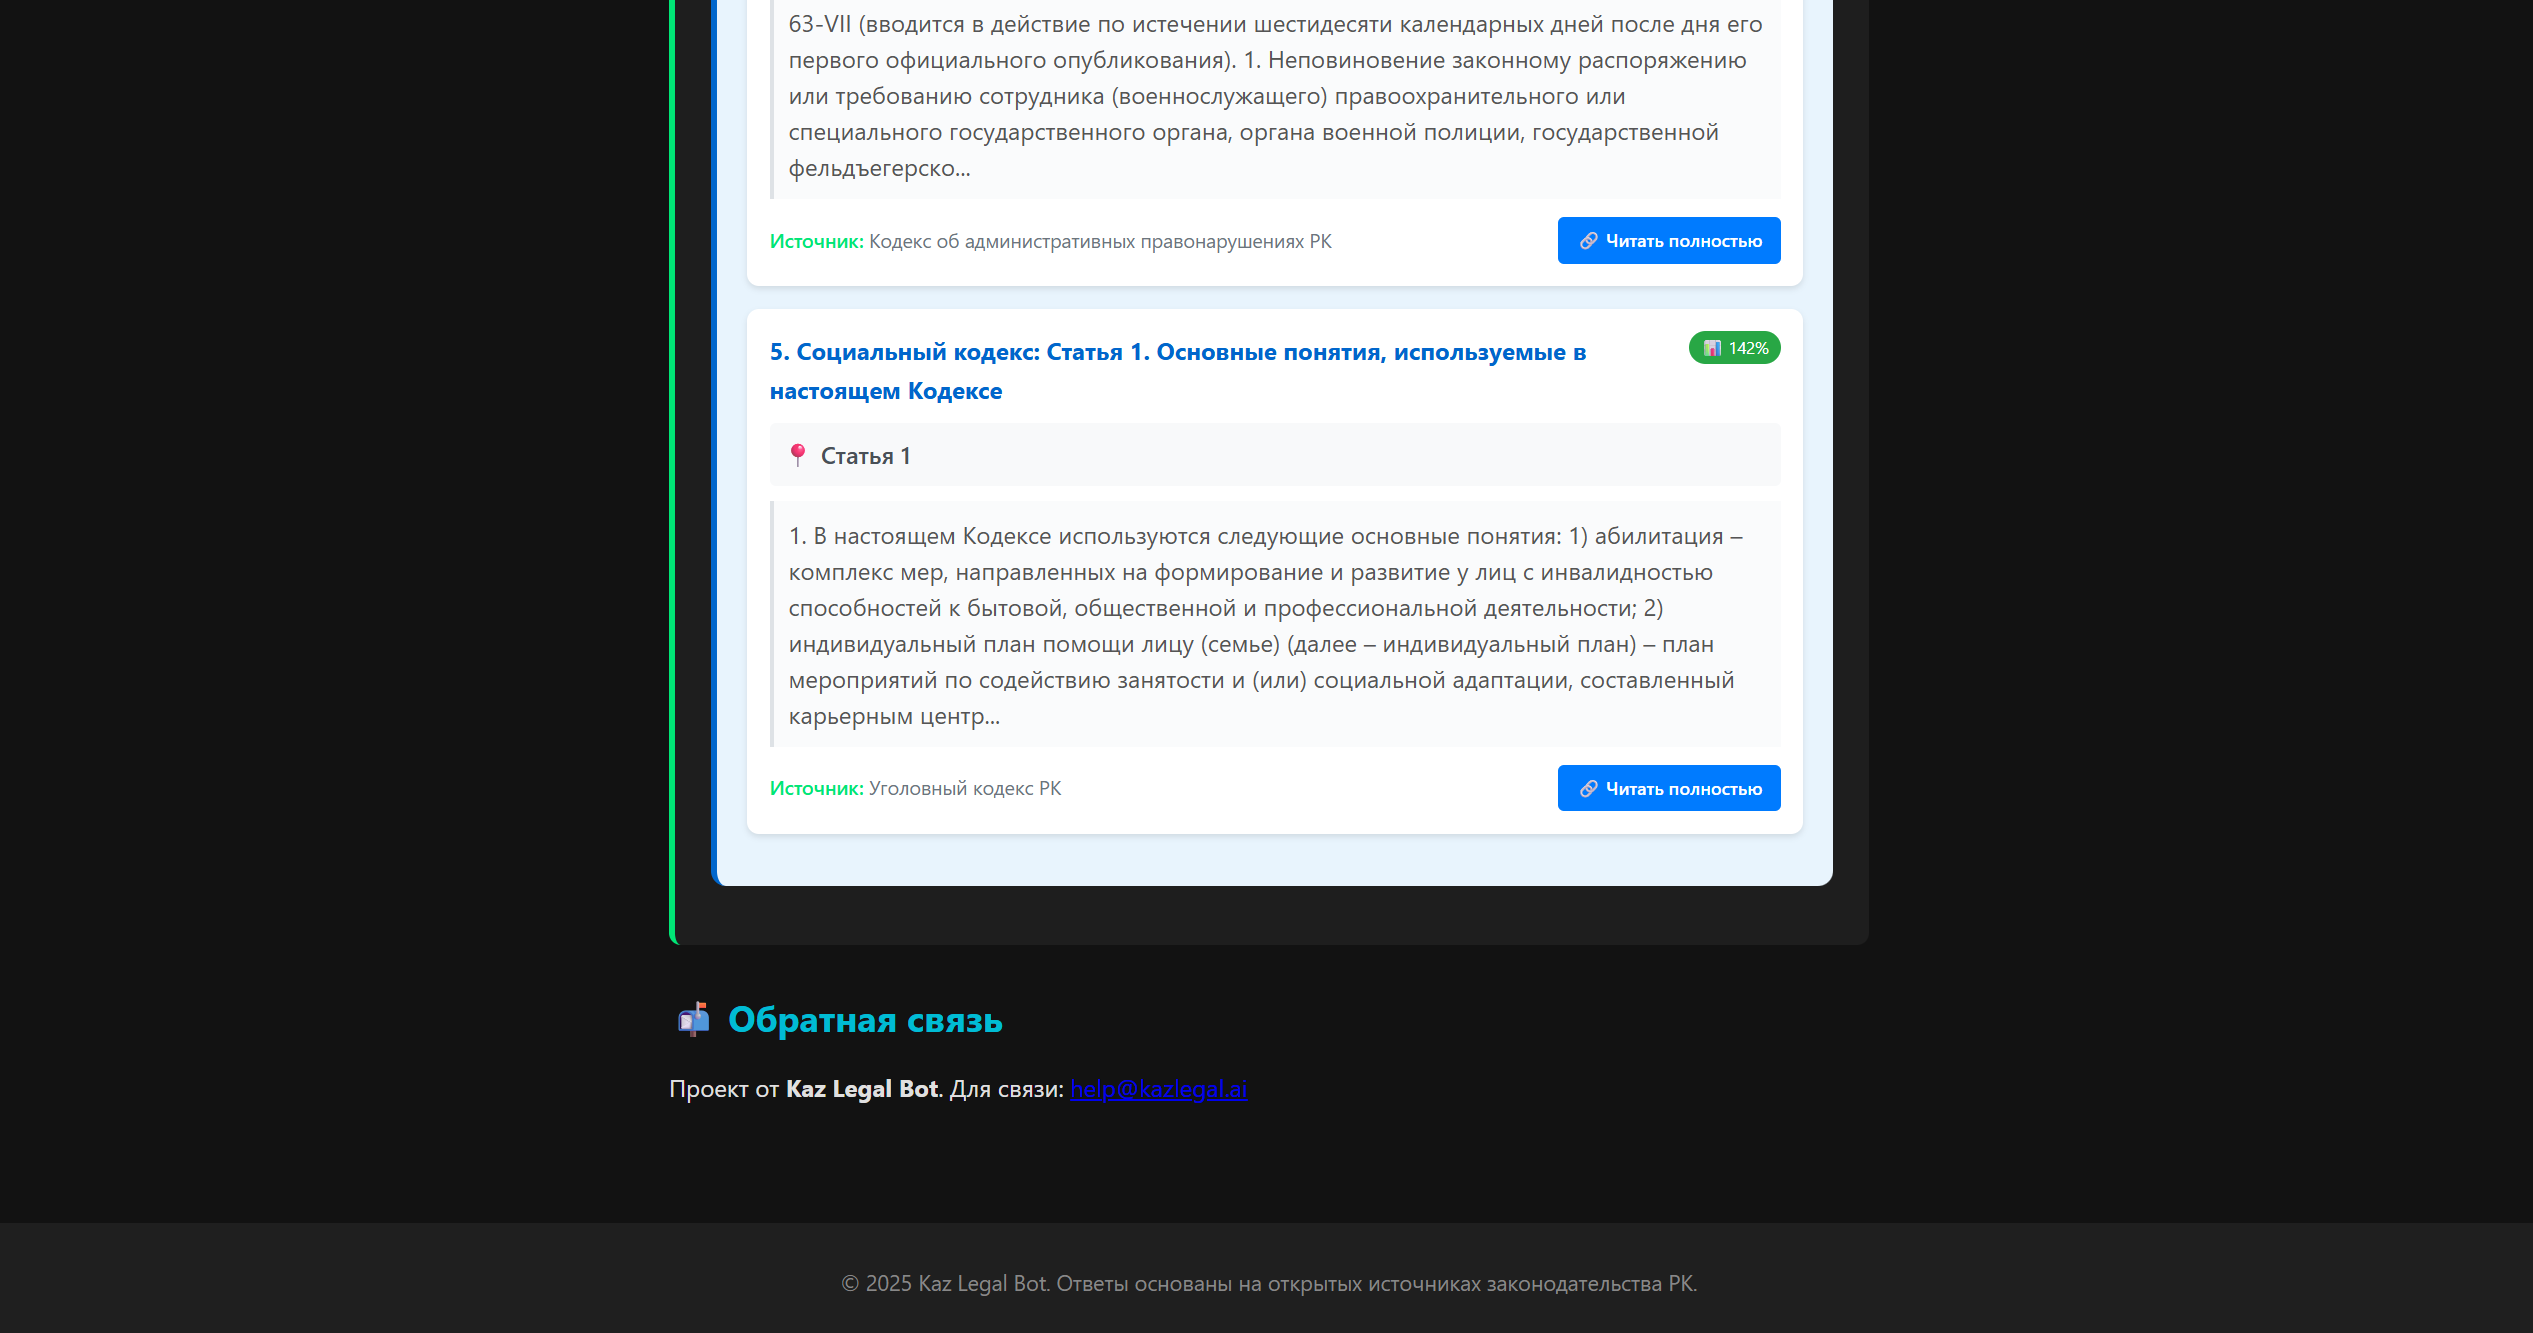 63-VII (вводится в действие по истечении шестидесяти календарных дней после дня его
первого официального опубликования). 1. Неповиновение законному распоряжению
или требованию сотрудника (военнослужащего) правоохранительного или
специального государственного органа, органа военной полиции, государственной
фельдъегерско...
Источник: Кодекс об административных правонарушениях РК
🔗 Читать полностью
5. Социальный кодекс: Статья 1. Основные понятия, используемые в
настоящем Кодексе
📊 142%
📍 Статья 1
1. В настоящем Кодексе используются следующие основные понятия: 1) абилитация –
комплекс мер, направленных на формирование и развитие у лиц с инвалидностью
способностей к бытовой, общественной и профессиональной деятельности; 2)
индивидуальный план помощи лицу (семье) (далее – индивидуальный план) – план
мероприятий по содействию занятости и (или) социальной адаптации, составленный
карьерным центр...
Источник: Уголовный кодекс РК
🔗 Читать полностью
📬 Обратная связь
Проект от Kaz Legal Bot. Для связи: help@kazlegal.ai
© 2025 Kaz Legal Bot. Ответы основаны на открытых источниках законодательства РК.